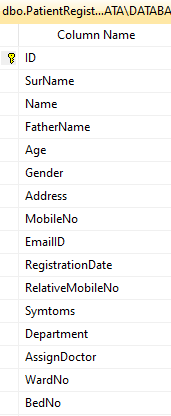 dbo.PatientRegist...ATA\DATABA
Column Name
ID
SurName
Name
FatherName
Age
Gender
Address
MobileNo
EmailID
RegistrationDate
RelativeMobileNo
Symtoms
Department
AssignDoctor
WardNo
BedNo